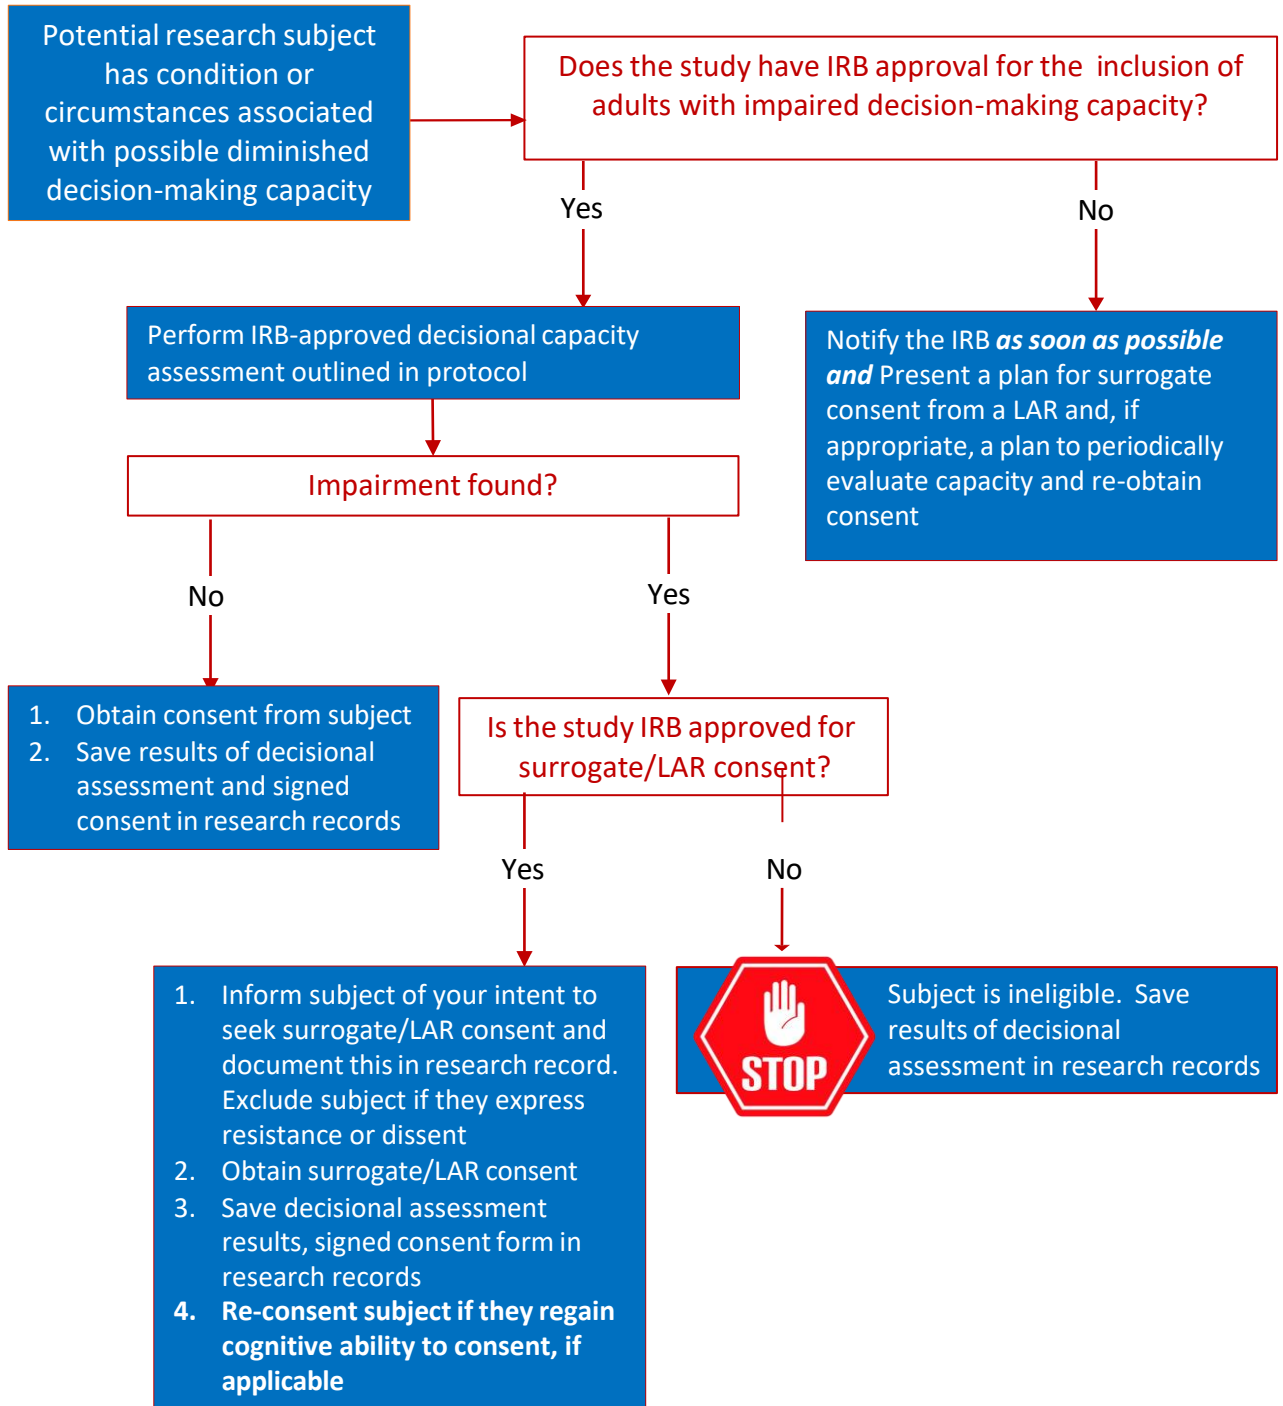 Potential research subject
has condition or
circumstances associated
with possible diminished
decision-making capacity
Does the study have IRB approval for the inclusion of
adults with impaired decision-making capacity?
Yes
No
Perform IRB-approved decisional capacity
assessment outlined in protocol
Notify the IRB as soon as possible
and Present a plan for surrogate
consent from a LAR and, if
appropriate, a plan to periodically
evaluate capacity and re-obtain
consent
Impairment found?
No
Yes
1. Obtain consent from subject
2. Save results of decisional
assessment and signed
consent in research records
Is the study IRB approved for
surrogate/LAR consent?
Yes
No
1. Inform subject of your intent to
seek surrogate/LAR consent and
document this in research record.
Exclude subject if they express
resistance or dissent
2. Obtain surrogate/LAR consent
3. Save decisional assessment
results, signed consent form in
research records
4. Re-consent subject if they regain
cognitive ability to consent, if
applicable
STOP
Subject is ineligible. Save
results of decisional
assessment in research records